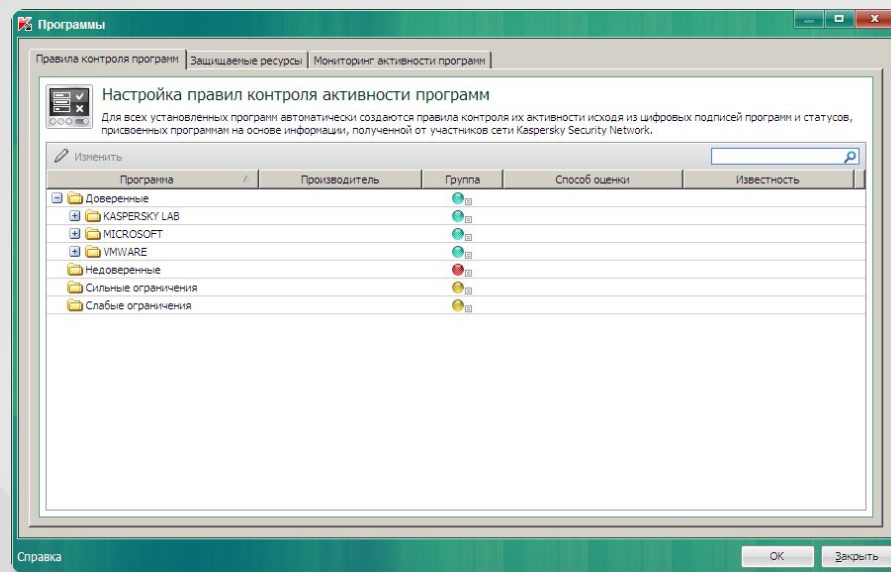 Программы
Правила контроля программ Защищаемые ресурсы Мониторинг активности программ
Настройка правил контроля активности программ
Для всех установленных программ автоматически создаются правила контроля их активности исходя из цифровых подписей программ и статусов,
присвоенных программам на основе информации, полученной от участников сети Kaspersky Security Network.
Изменить
Программа Производитель Группа Способ оценки Известность
Доверенные
KASPERSKY LAB
MICROSOFT
VMWARE
Недоверенные
Сильные ограничения
Слабые ограничения
Справка OK Закрыть